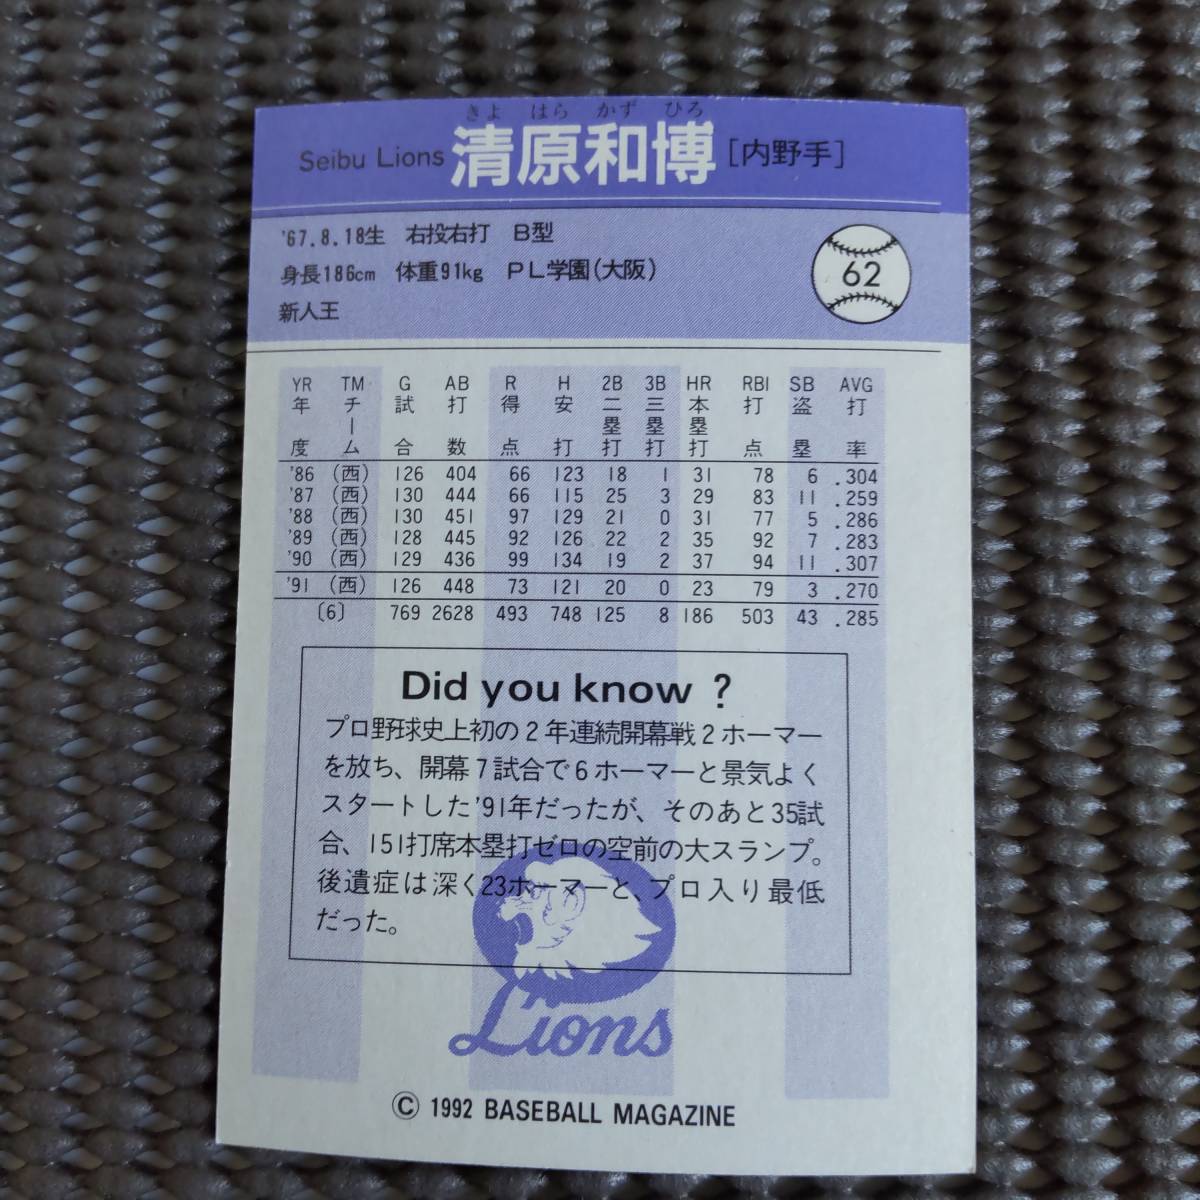 きよ はら かず ひろ
Seibu Lions 清原和博 [内野手]
'67.8.18生 右投右打 B型
身長186cm 体重91kg PL学園(大阪)
新人王
62
YR TM G AB R H 2B 3B HR RBI SB AVG
年度 チーム 試合 打数 得点 安打 二塁打 三塁打 本塁打 打点 盗塁 打率
'86 (西) 126 404 66 123 18 1 31 78 6 .304
'87 (西) 130 444 66 115 25 3 29 83 11 .259
'88 (西) 130 451 97 129 21 0 31 77 5 .286
'89 (西) 128 445 92 126 22 2 35 92 7 .283
'90 (西) 129 436 99 134 19 2 37 94 11 .307
'91 (西) 126 448 73 121 20 0 23 79 3 .270
〔6〕 769 2628 493 748 125 8 186 503 43 .285
Did you know ?
プロ野球史上初の2年連続開幕戦2ホーマー
を放ち、開幕7試合で6ホーマーと景気よく
スタートした'91年だったが、そのあと35試
合、151打席本塁打ゼロの空前の大スランプ。
後遺症は深く23ホーマーと、プロ入り最低
だった。
Lions
© 1992 BASEBALL MAGAZINE